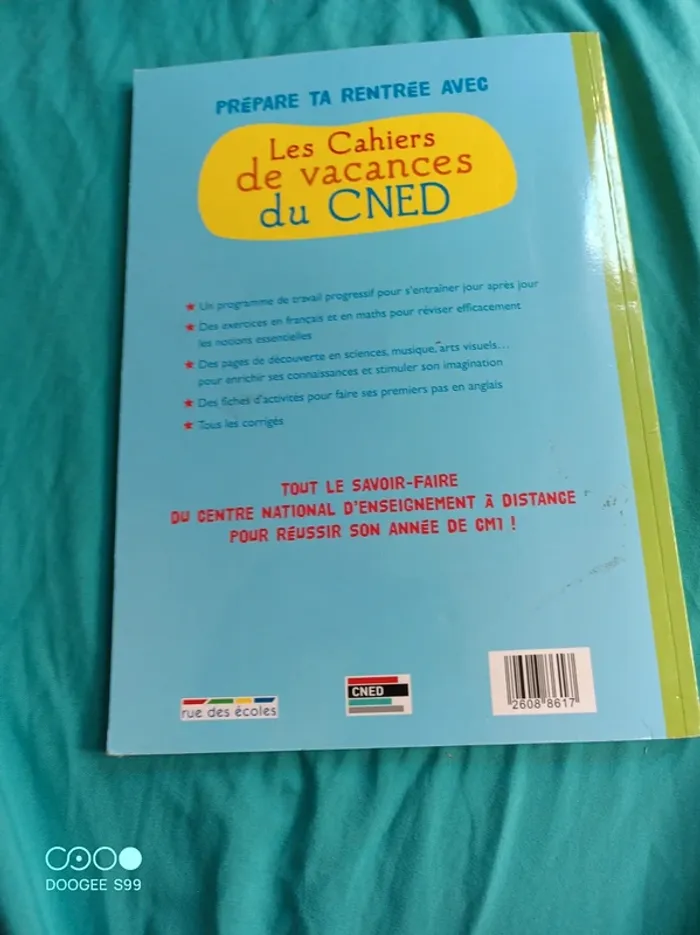 PRÉPARE TA RENTRÉE AVEC
Les Cahiers
de vacances
du CNED
★ Un programme de travail progressif pour s'entraîner jour après jour
★ Des exercices en français et en maths pour réviser efficacement
les notions essentielles
★ Des pages de découverte en sciences, musique, arts visuels...
pour enrichir ses connaissances et stimuler son imagination
★ Des fiches d'activités pour faire ses premiers pas en anglais
★ Tous les corrigés
TOUT LE SAVOIR-FAIRE
DU CENTRE NATIONAL D'ENSEIGNEMENT À DISTANCE
POUR RÉUSSIR SON ANNÉE DE CM1 !
rue des écoles
CNED
2608 8617
DOOGEE S99